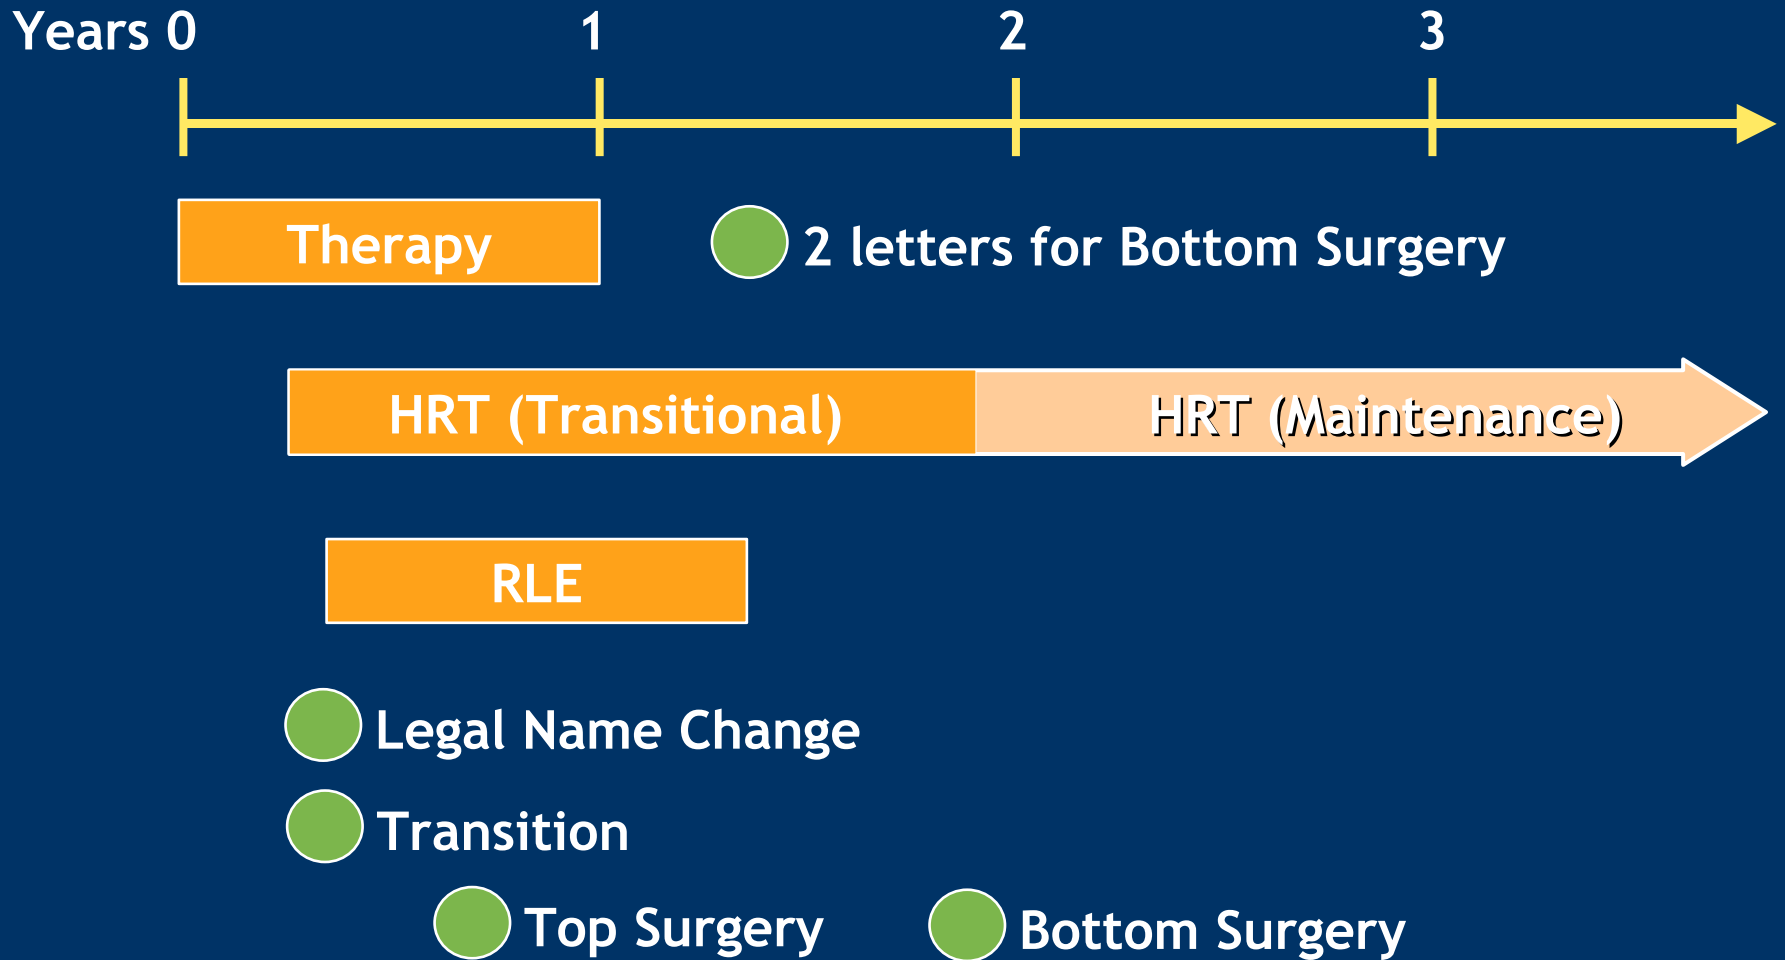 Years 0 1 2 3
Therapy
2 letters for Bottom Surgery
HRT (Transitional)
HRT (Maintenance)
RLE
Legal Name Change
Transition
Top Surgery
Bottom Surgery